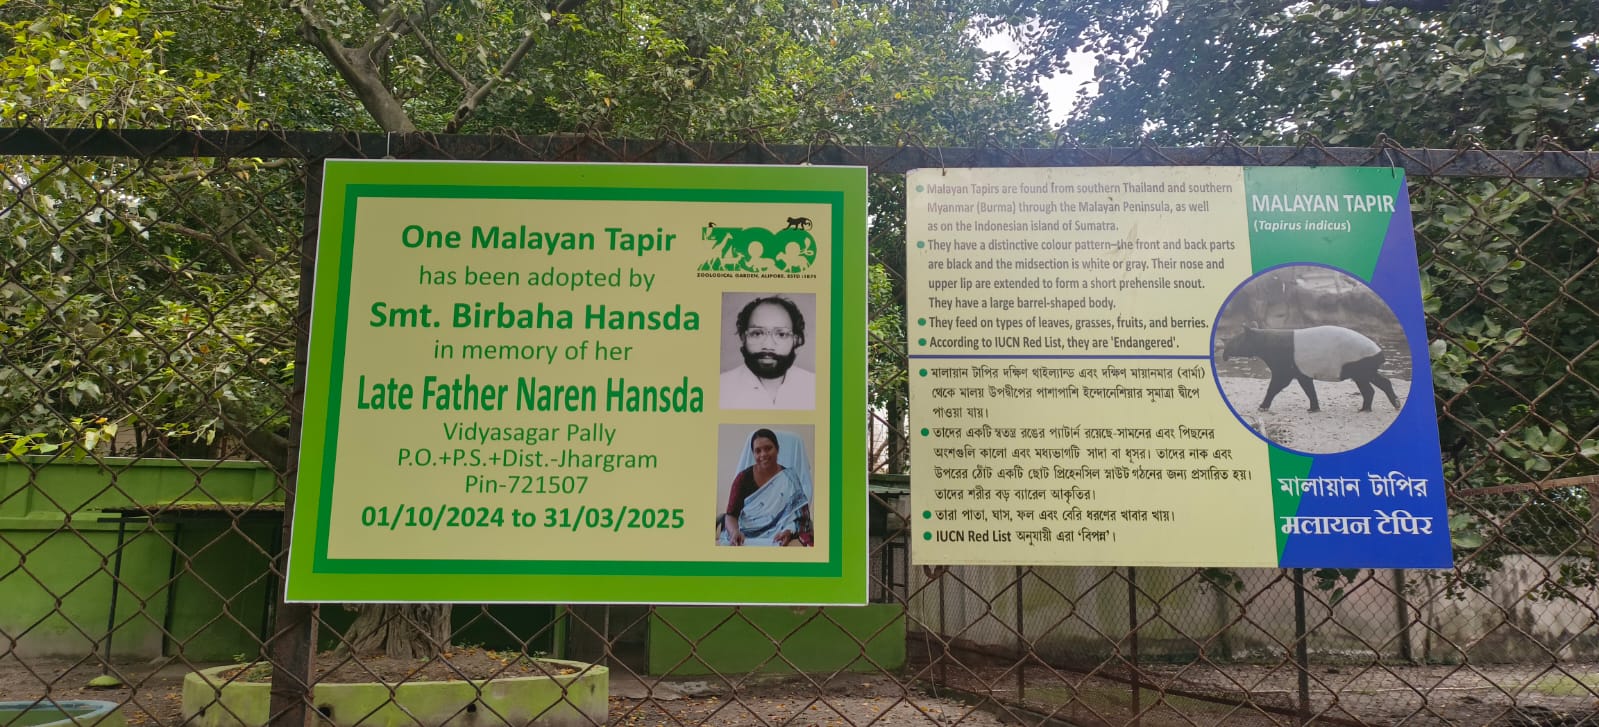 One Malayan Tapir
has been adopted by
Smt. Birbaha Hansda
in memory of her
Late Father Naren Hansda
Vidyasagar Pally
P.O.+P.S.+Dist.-Jhargram
Pin-721507
01/10/2024 to 31/03/2025
ZOOLOGICAL GARDEN, ALIPORE, ESTD :1875
Malayan Tapirs are found from southern Thailand and southern
Myanmar (Burma) through the Malayan Peninsula, as well
as on the Indonesian island of Sumatra.
They have a distinctive colour pattern–the front and back parts
are black and the midsection is white or gray. Their nose and
upper lip are extended to form a short prehensile snout.
They have a large barrel-shaped body.
They feed on types of leaves, grasses, fruits, and berries.
According to IUCN Red List, they are 'Endangered'.
মালায়ান টাপির দক্ষিণ থাইল্যান্ড এবং দক্ষিণ মায়ানমার (বার্মা)
থেকে মালয় উপদ্বীপের পাশাপাশি ইন্দোনেশিয়ার সুমাত্রা দ্বীপে
পাওয়া যায়।
তাদের একটি স্বতন্ত্র রঙের প্যাটার্ন রয়েছে-সামনের এবং পিছনের
অংশগুলি কালো এবং মধ্যভাগটি সাদা বা ধূসর। তাদের নাক এবং
উপরের ঠোঁট একটি ছোট প্রিহেনসিল স্নাউট গঠনের জন্য প্রসারিত হয়।
তাদের শরীর বড় ব্যারেল আকৃতির।
তারা পাতা, ঘাস, ফল এবং বেরি ধরণের খাবার খায়।
IUCN Red List অনুযায়ী এরা ‘বিপন্ন’।
MALAYAN TAPIR
(Tapirus indicus)
মালায়ান টাপির
मलायन टेपिर